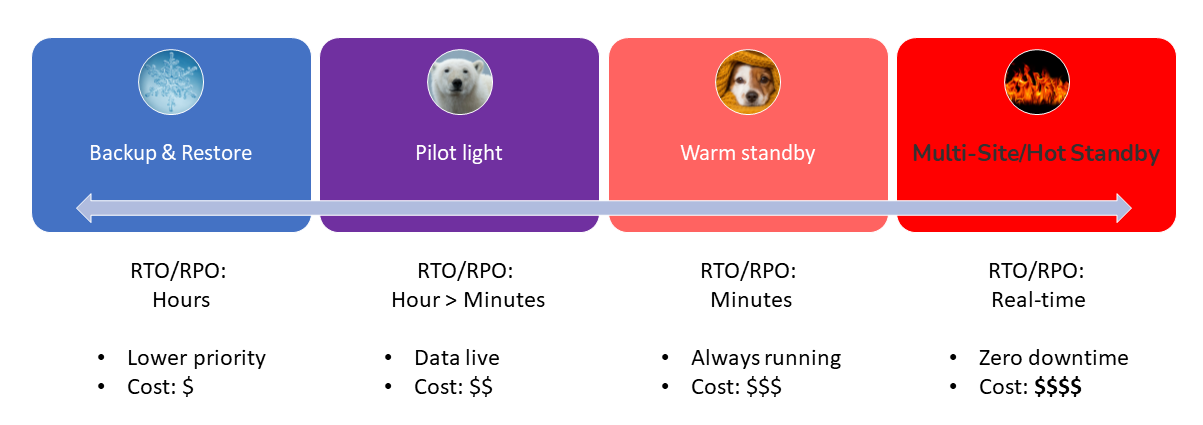 Backup & Restore
Pilot light
Warm standby
Multi-Site/Hot Standby
RTO/RPO:
Hours
• Lower priority
• Cost: $
RTO/RPO:
Hour > Minutes
• Data live
• Cost: $$
RTO/RPO:
Minutes
• Always running
• Cost: $$$
RTO/RPO:
Real-time
• Zero downtime
• Cost: $$$$